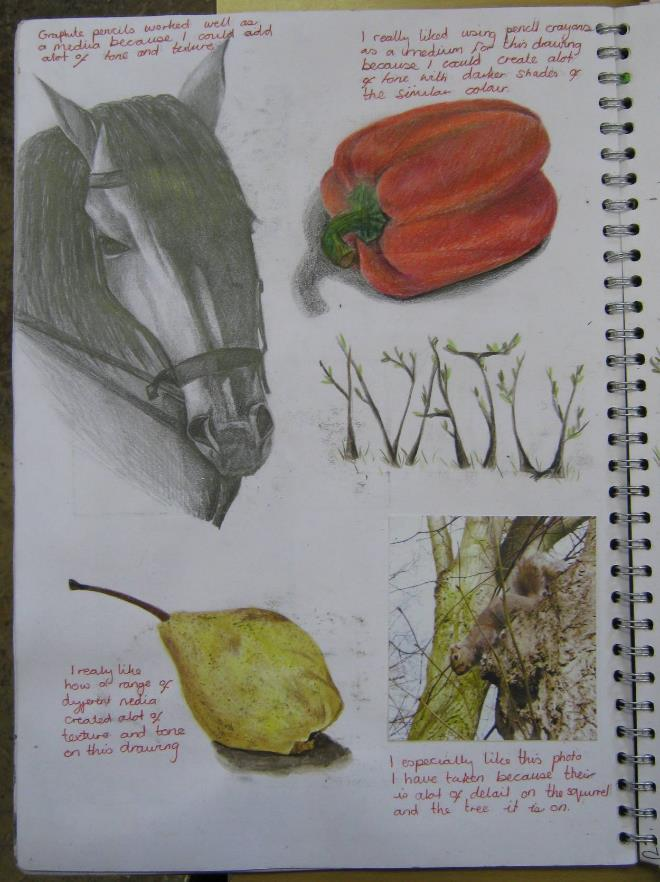 Graphite pencils worked well as
a media because I could add
alot of tone and texture
I really liked using pencil crayons
as a medium for this drawing
because I could create alot
of tone with darker shades of
the similar colour.
NATU
I really like
how a range of
different media
created alot of
texture and tone
on this drawing
I especially like this photo
I have taken because their
is alot of detail on the squirrel
and the tree it is on.